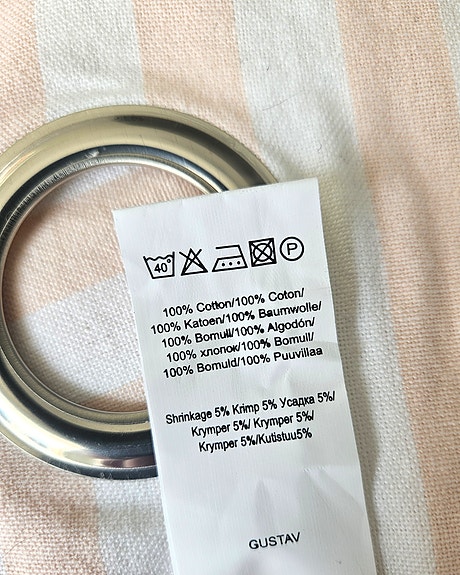 40° P
100% Cotton/100% Coton/
100% Katoen/100% Baumwolle/
100% Bomull/100% Algodón/
100% хлопок/100% Bomull/
100% Bomuld/100% Puuvillaa
Shrinkage 5% Krimp 5% Усадка 5%/
Krymper 5%/ Krymper 5%/
Krymper 5%/Kutistuu5%
GUSTAV